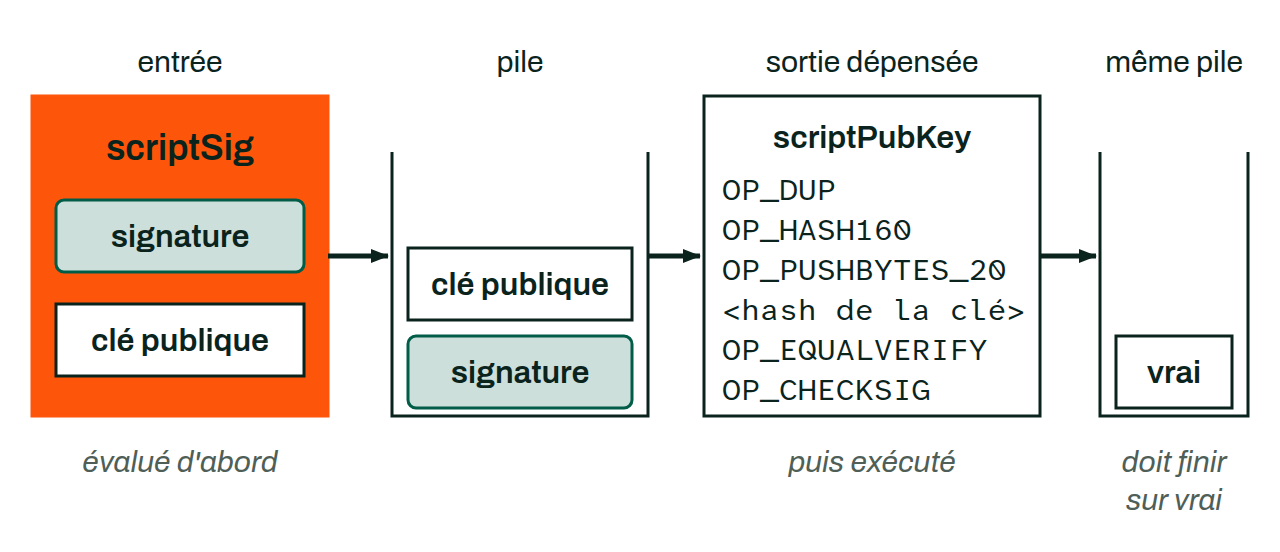 entrée
scriptSig
signature
clé publique
évalué d'abord
pile
clé publique
signature
sortie dépensée
scriptPubKey
OP_DUP
OP_HASH160
OP_PUSHBYTES_20
<hash de la clé>
OP_EQUALVERIFY
OP_CHECKSIG
puis exécuté
même pile
vrai
doit finir
sur vrai